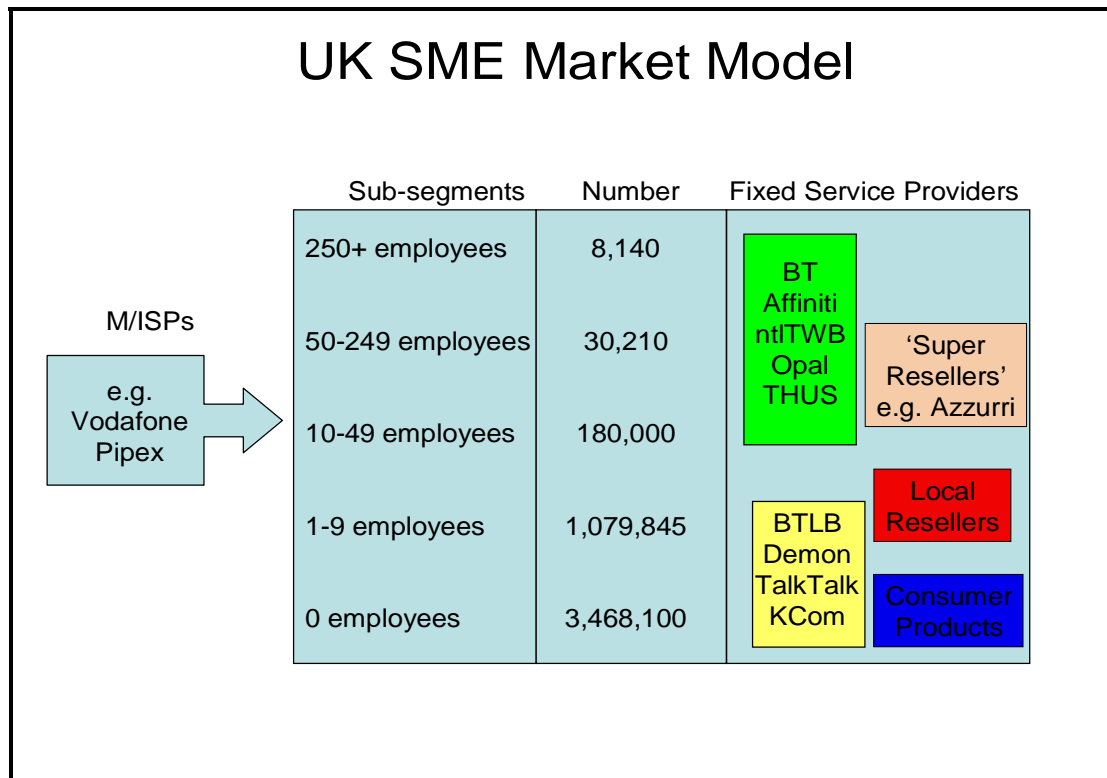 UK SME Market Model
Sub-segments Number Fixed Service Providers
M/ISPs
e.g.
Vodafone
Pipex
250+ employees 8,140
50-249 employees 30,210
10-49 employees 180,000
1-9 employees 1,079,845
0 employees 3,468,100
BT
Affiniti
ntlTWB
Opal
THUS
‘Super
Resellers’
e.g. Azzurri
Local
Resellers
BTLB
Demon
TalkTalk
KCom
Consumer
Products